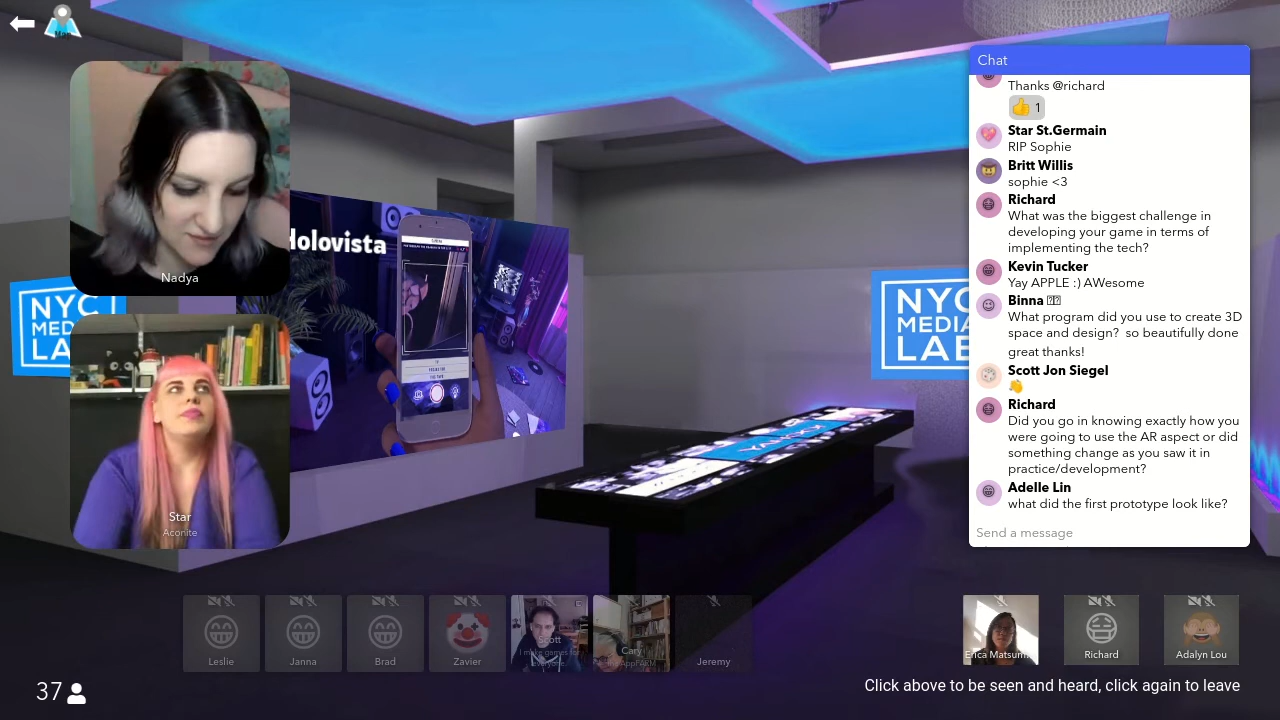 Map
Nadya
NYC
MEDIA
LAB
Holovista
Star
Aconite
YAHOO!
NYC
MEDIA
LAB
Chat
Thanks @richard
👍 1
Star St.Germain
RIP Sophie
Britt Willis
sophie <3
Richard
What was the biggest challenge in
developing your game in terms of
implementing the tech?
Kevin Tucker
Yay APPLE :) AWesome
Binna
What program did you use to create 3D
space and design?  so beautifully done
great thanks!
Scott Jon Siegel
👏
Richard
Did you go in knowing exactly how you
were going to use the AR aspect or did
something change as you saw it in
practice/development?
Adelle Lin
what did the first prototype look like?
Send a message
Leslie
Janna
Brad
Zavier
Scott
I make games for
everyone.
Cary
Jeremy
Erica Matsum
Richard
Adalyn Lou
37
Click above to be seen and heard, click again to leave